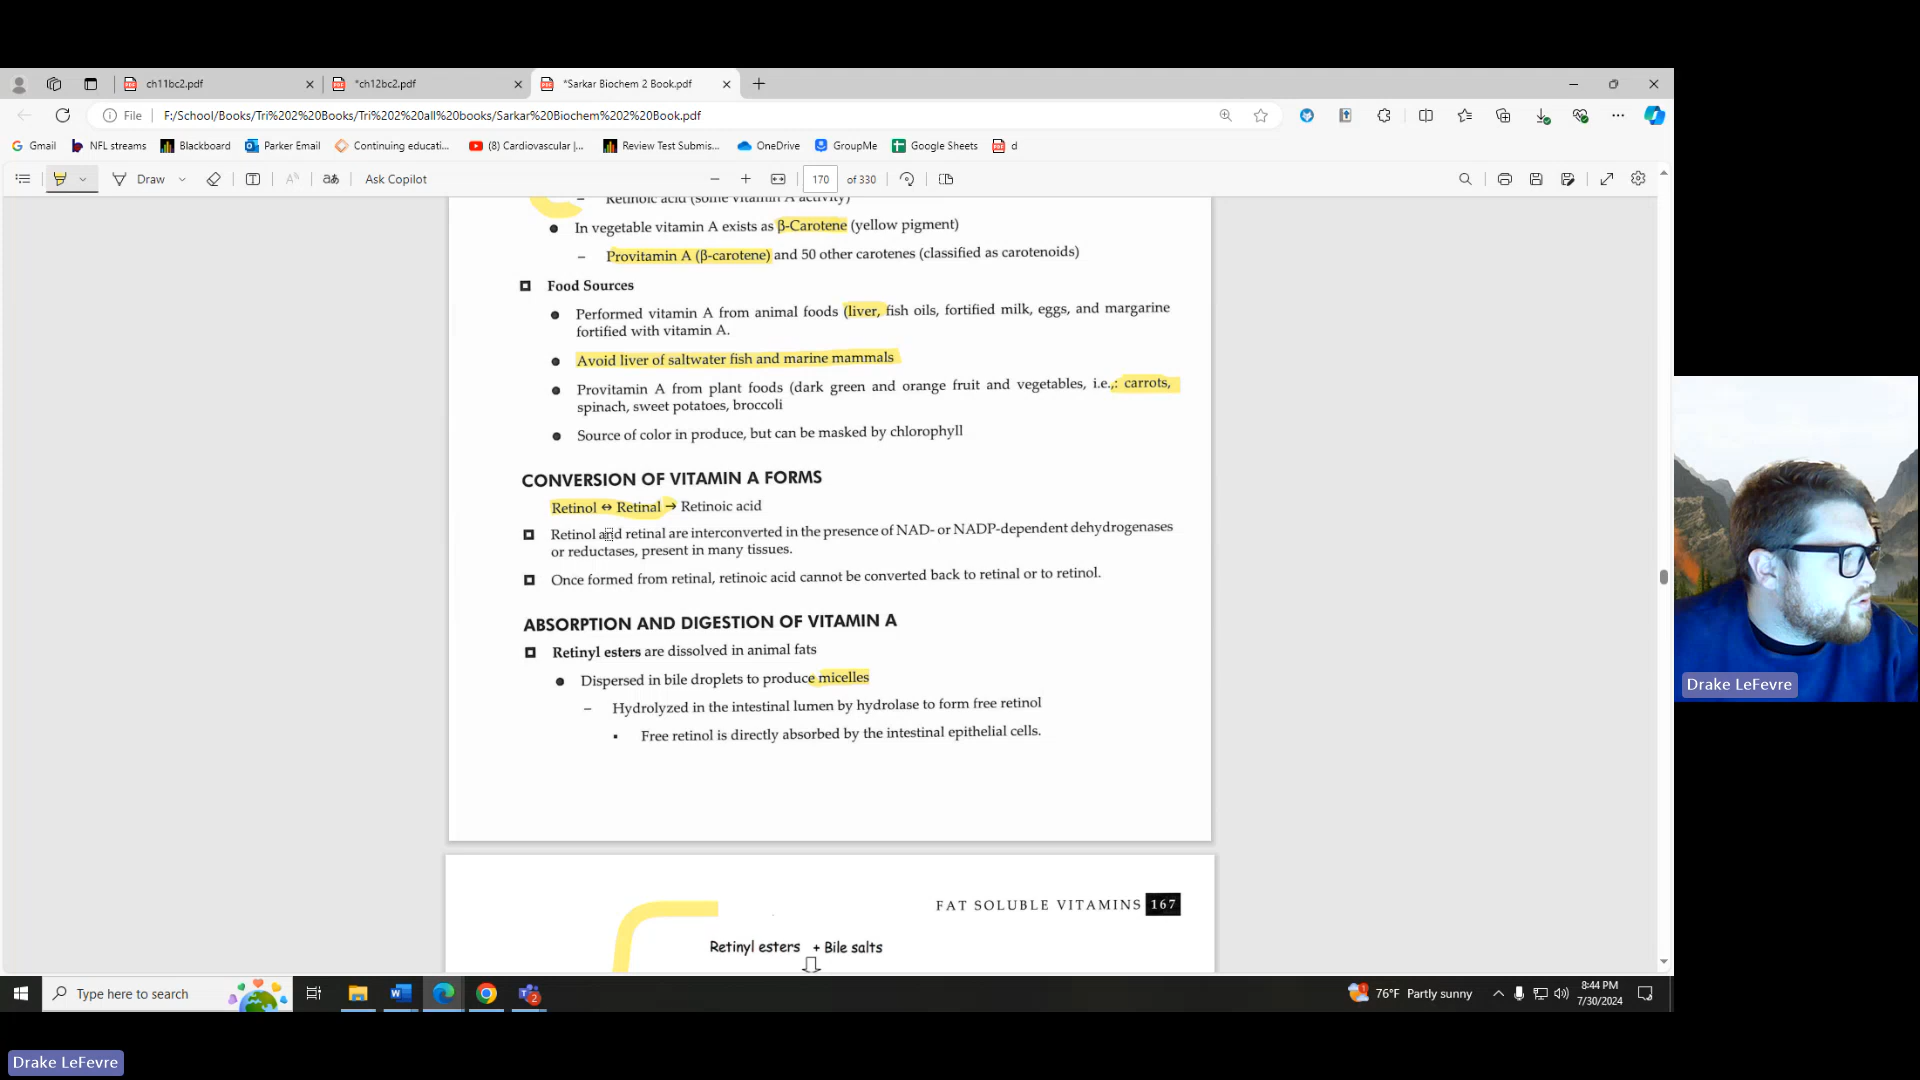 ch11bc2.pdf
*ch12bc2.pdf
*Sarkar Biochem 2 Book.pdf
File
F:/School/Books/Tri%202%20Books/Tri%202%20all%20books/Sarkar%20Biochem%202%20Book.pdf
Gmail
NFL streams
Blackboard
Parker Email
Continuing educati...
(8) Cardiovascular |...
Review Test Submis...
OneDrive
GroupMe
Google Sheets
d
Draw
Ask Copilot
170
of 330
– Retinoic acid (some vitamin A activity)
● In vegetable vitamin A exists as β-Carotene (yellow pigment)
– Provitamin A (β-carotene) and 50 other carotenes (classified as carotenoids)
Food Sources
● Performed vitamin A from animal foods (liver, fish oils, fortified milk, eggs, and margarine
fortified with vitamin A.
● Avoid liver of saltwater fish and marine mammals
● Provitamin A from plant foods (dark green and orange fruit and vegetables, i.e.,: carrots,
spinach, sweet potatoes, broccoli
● Source of color in produce, but can be masked by chlorophyll
CONVERSION OF VITAMIN A FORMS
Retinol ↔ Retinal → Retinoic acid
Retinol and retinal are interconverted in the presence of NAD- or NADP-dependent dehydrogenases
or reductases, present in many tissues.
Once formed from retinal, retinoic acid cannot be converted back to retinal or to retinol.
ABSORPTION AND DIGESTION OF VITAMIN A
Retinyl esters are dissolved in animal fats
● Dispersed in bile droplets to produce micelles
– Hydrolyzed in the intestinal lumen by hydrolase to form free retinol
▪ Free retinol is directly absorbed by the intestinal epithelial cells.
FAT SOLUBLE VITAMINS 167
Retinyl esters + Bile salts
Drake LeFevre
Type here to search
76°F Partly sunny
8:44 PM
7/30/2024
Drake LeFevre